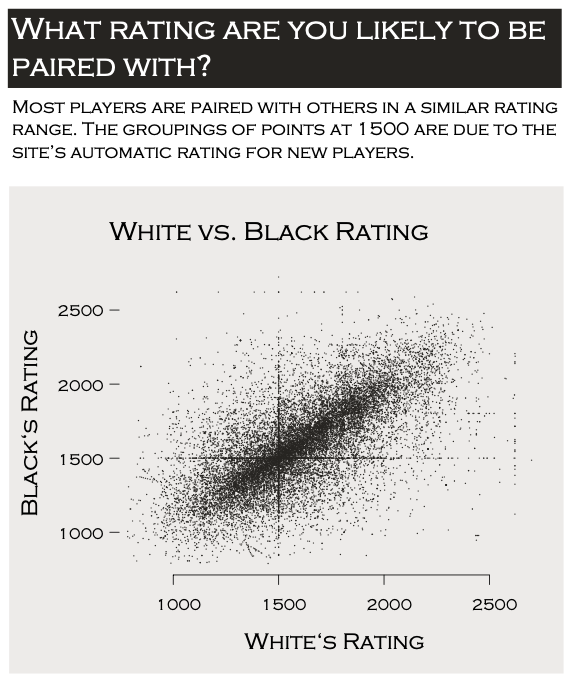 What rating are you likely to be
paired with?
Most players are paired with others in a similar rating
range. The groupings of points at 1500 are due to the
site's automatic rating for new players.
White vs. Black Rating
2500
2000
1500
1000
Black's Rating
1000 1500 2000 2500
White's Rating